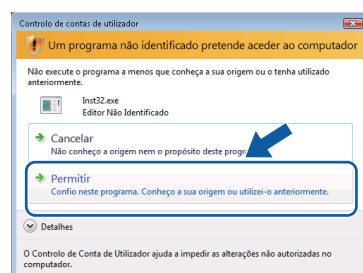 Controlo de contas de utilizador
Um programa não identificado pretende aceder ao computador
Não execute o programa a menos que conheça a sua origem ou o tenha utilizado
anteriormente.
Inst32.exe
Editor Não Identificado
Cancelar
Não conheço a origem nem o propósito deste
Permitir
Confio neste programa. Conheço a sua origem ou utilizei-o anteriormente.
Detalhes
O Controlo de Conta de Utilizador ajuda a impedir as alterações não autorizadas no
computador.